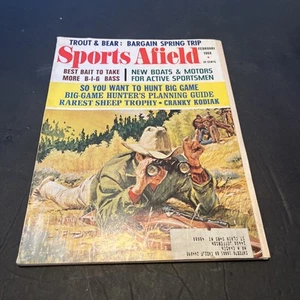 TROUT & BEAR: BARGAIN SPRING TRIP
Sports Afield
FEBRUARY
BEST BAIT TO TAKE
MORE B-I-G BASS
NEW BOATS & MOTORS
FOR ACTIVE SPORTSMEN
SO YOU WANT TO HUNT BIG GAME
BIG-GAME HUNTER'S PLANNING GUIDE
RAREST SHEEP TROPHY • CRANKY KODIAK